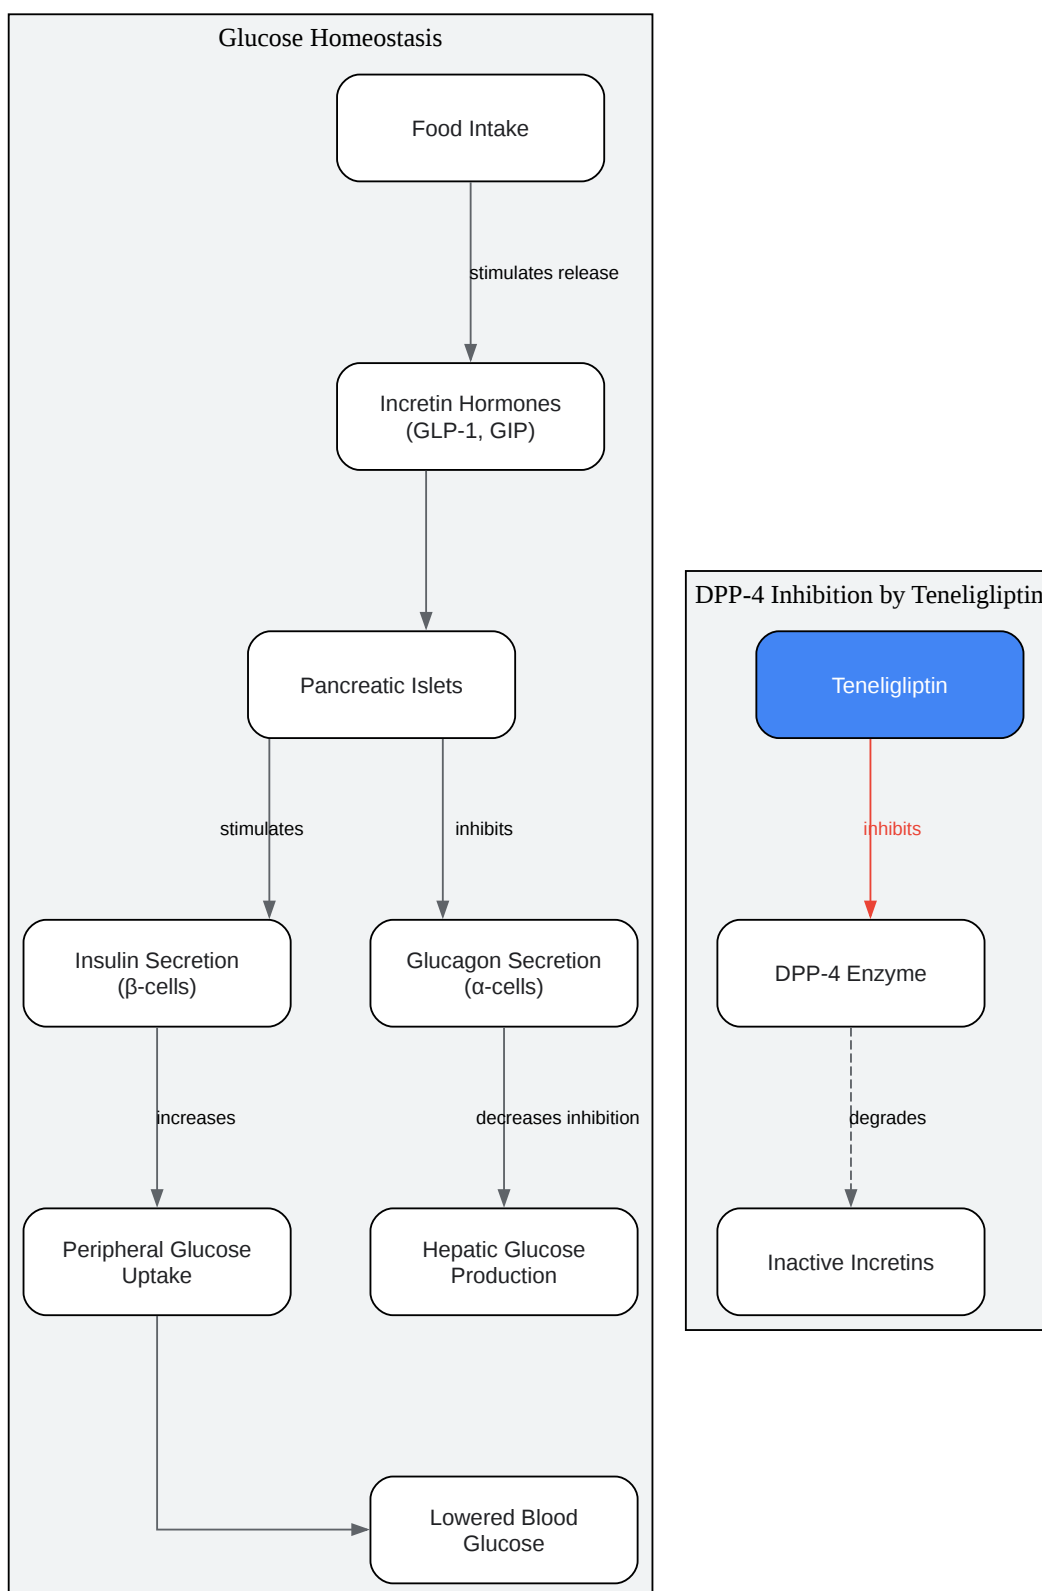 Glucose Homeostasis
Food Intake
stimulates release
Incretin Hormones
(GLP-1, GIP)
Pancreatic Islets
stimulates
inhibits
Insulin Secretion
(β-cells)
Glucagon Secretion
(α-cells)
increases
decreases inhibition
Peripheral Glucose
Uptake
Hepatic Glucose
Production
Lowered Blood
Glucose
DPP-4 Inhibition by Teneligliptin
Teneligliptin
inhibits
DPP-4 Enzyme
degrades
Inactive Incretins